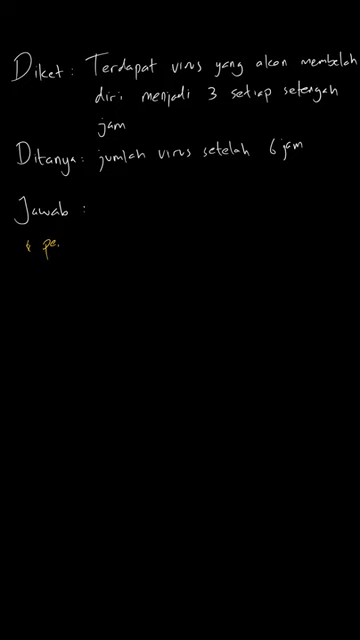 Diket : Terdapat virus yang akan membelah
diri menjadi 3 setiap setengah
jam
Ditanya : jumlah virus setelah 6 jam
Jawab :
* pe.